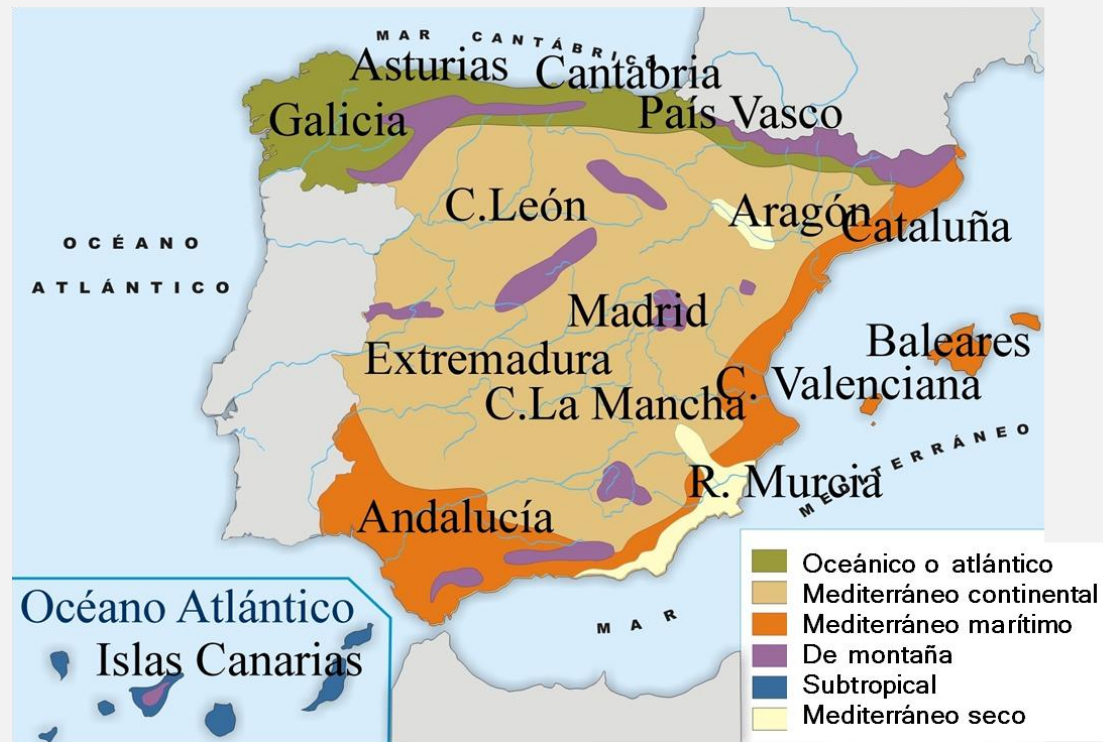 MAR CANTÁBRICO
Asturias
Cantabria
Galicia
País Vasco
C.León
Aragón
Cataluña
OCÉANO
ATLÁNTICO
Madrid
Baleares
Extremadura
C. Valenciana
C.La Mancha
R. Murcia
MEDITERRÁNEO
Andalucía
MAR
Océano Atlántico
Islas Canarias
Oceánico o atlántico
Mediterráneo continental
Mediterráneo marítimo
De montaña
Subtropical
Mediterráneo seco